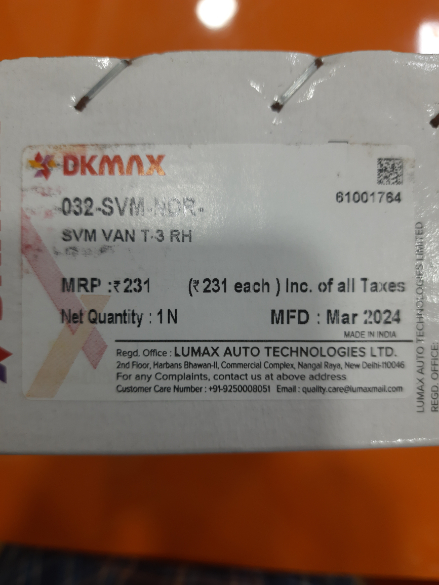 DKMAX
61001764
032-SVM-NOR-
SVM VAN T-3 RH
MRP :₹231 (₹231 each ) Inc. of all Taxes
Net Quantity : 1N MFD : Mar 2024
MADE IN INDIA
Regd. Office : LUMAX AUTO TECHNOLOGIES LTD.
2nd Floor, Harbans Bhawan-II, Commercial Complex, Nangal Raya, New Delhi-110046
For any Complaints, contact us at above address
Customer Care Number : +91-9250008051 Email : quality.care@lumaxmail.com
LUMAX AUTO TECHNOLOGIES LIMITED
REGD. OFFICE: